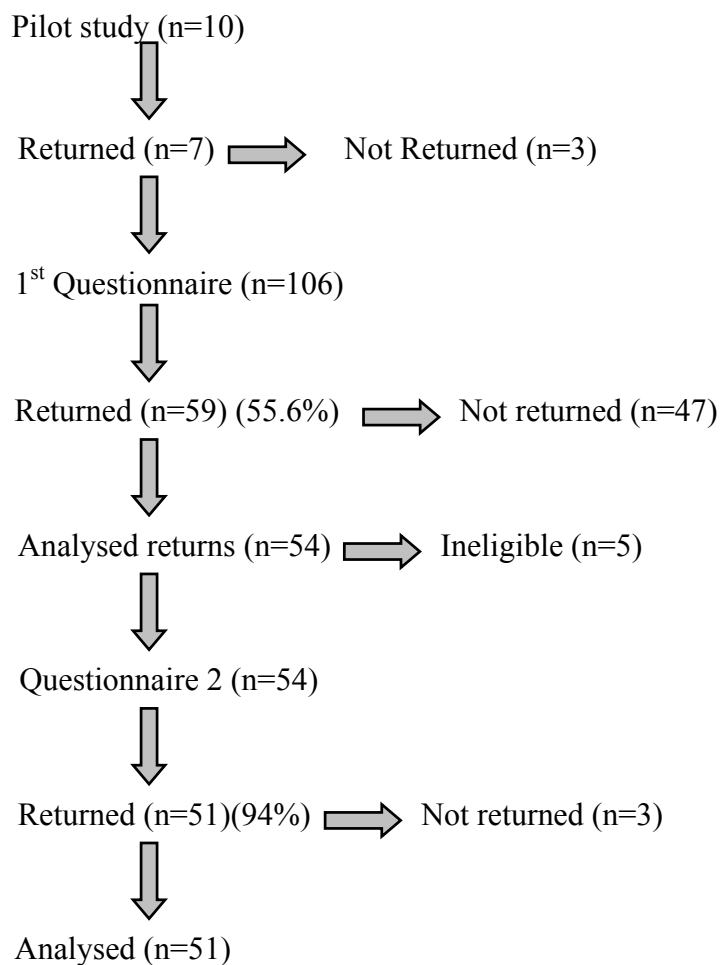 Pilot study (n=10)
Returned (n=7) Not Returned (n=3)
1st Questionnaire (n=106)
Returned (n=59) (55.6%) Not returned (n=47)
Analysed returns (n=54) Ineligible (n=5)
Questionnaire 2 (n=54)
Returned (n=51)(94%) Not returned (n=3)
Analysed (n=51)